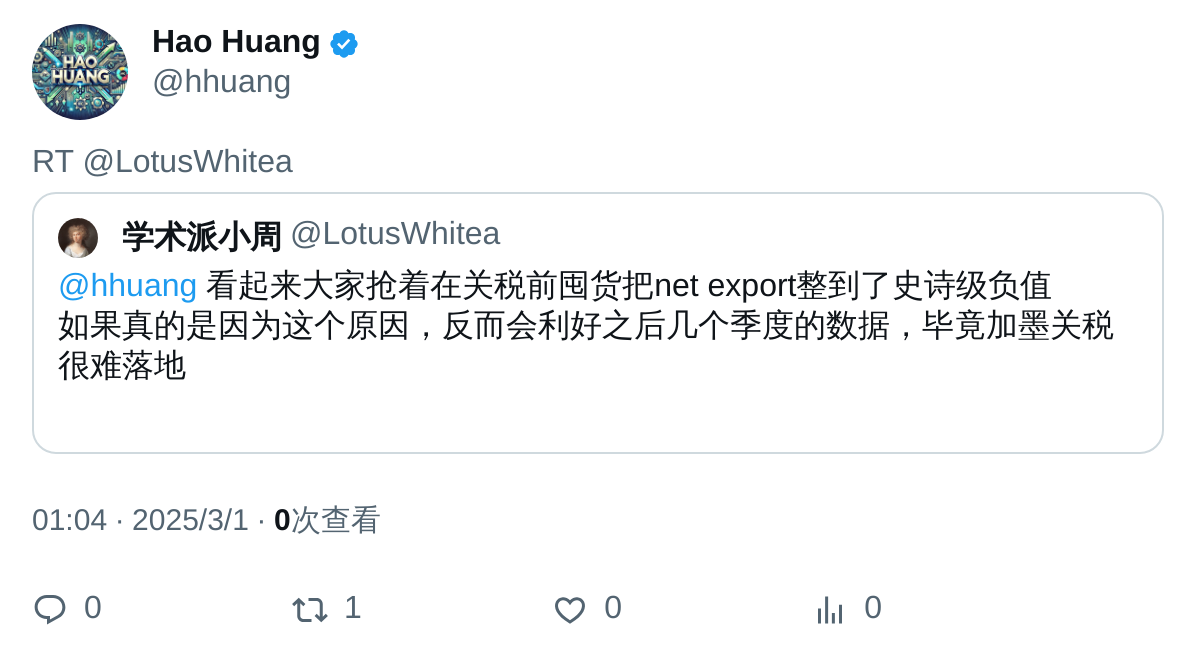 HAO
HUANG
Hao Huang
@hhuang
RT @LotusWhitea
学术派小周 @LotusWhitea
@hhuang 看起来大家抢着在关税前囤货把net export整到了史诗级负值
如果真的是因为这个原因，反而会利好之后几个季度的数据，毕竟加墨关税
很难落地
01:04 · 2025/3/1 · 0次查看
0 1 0 0